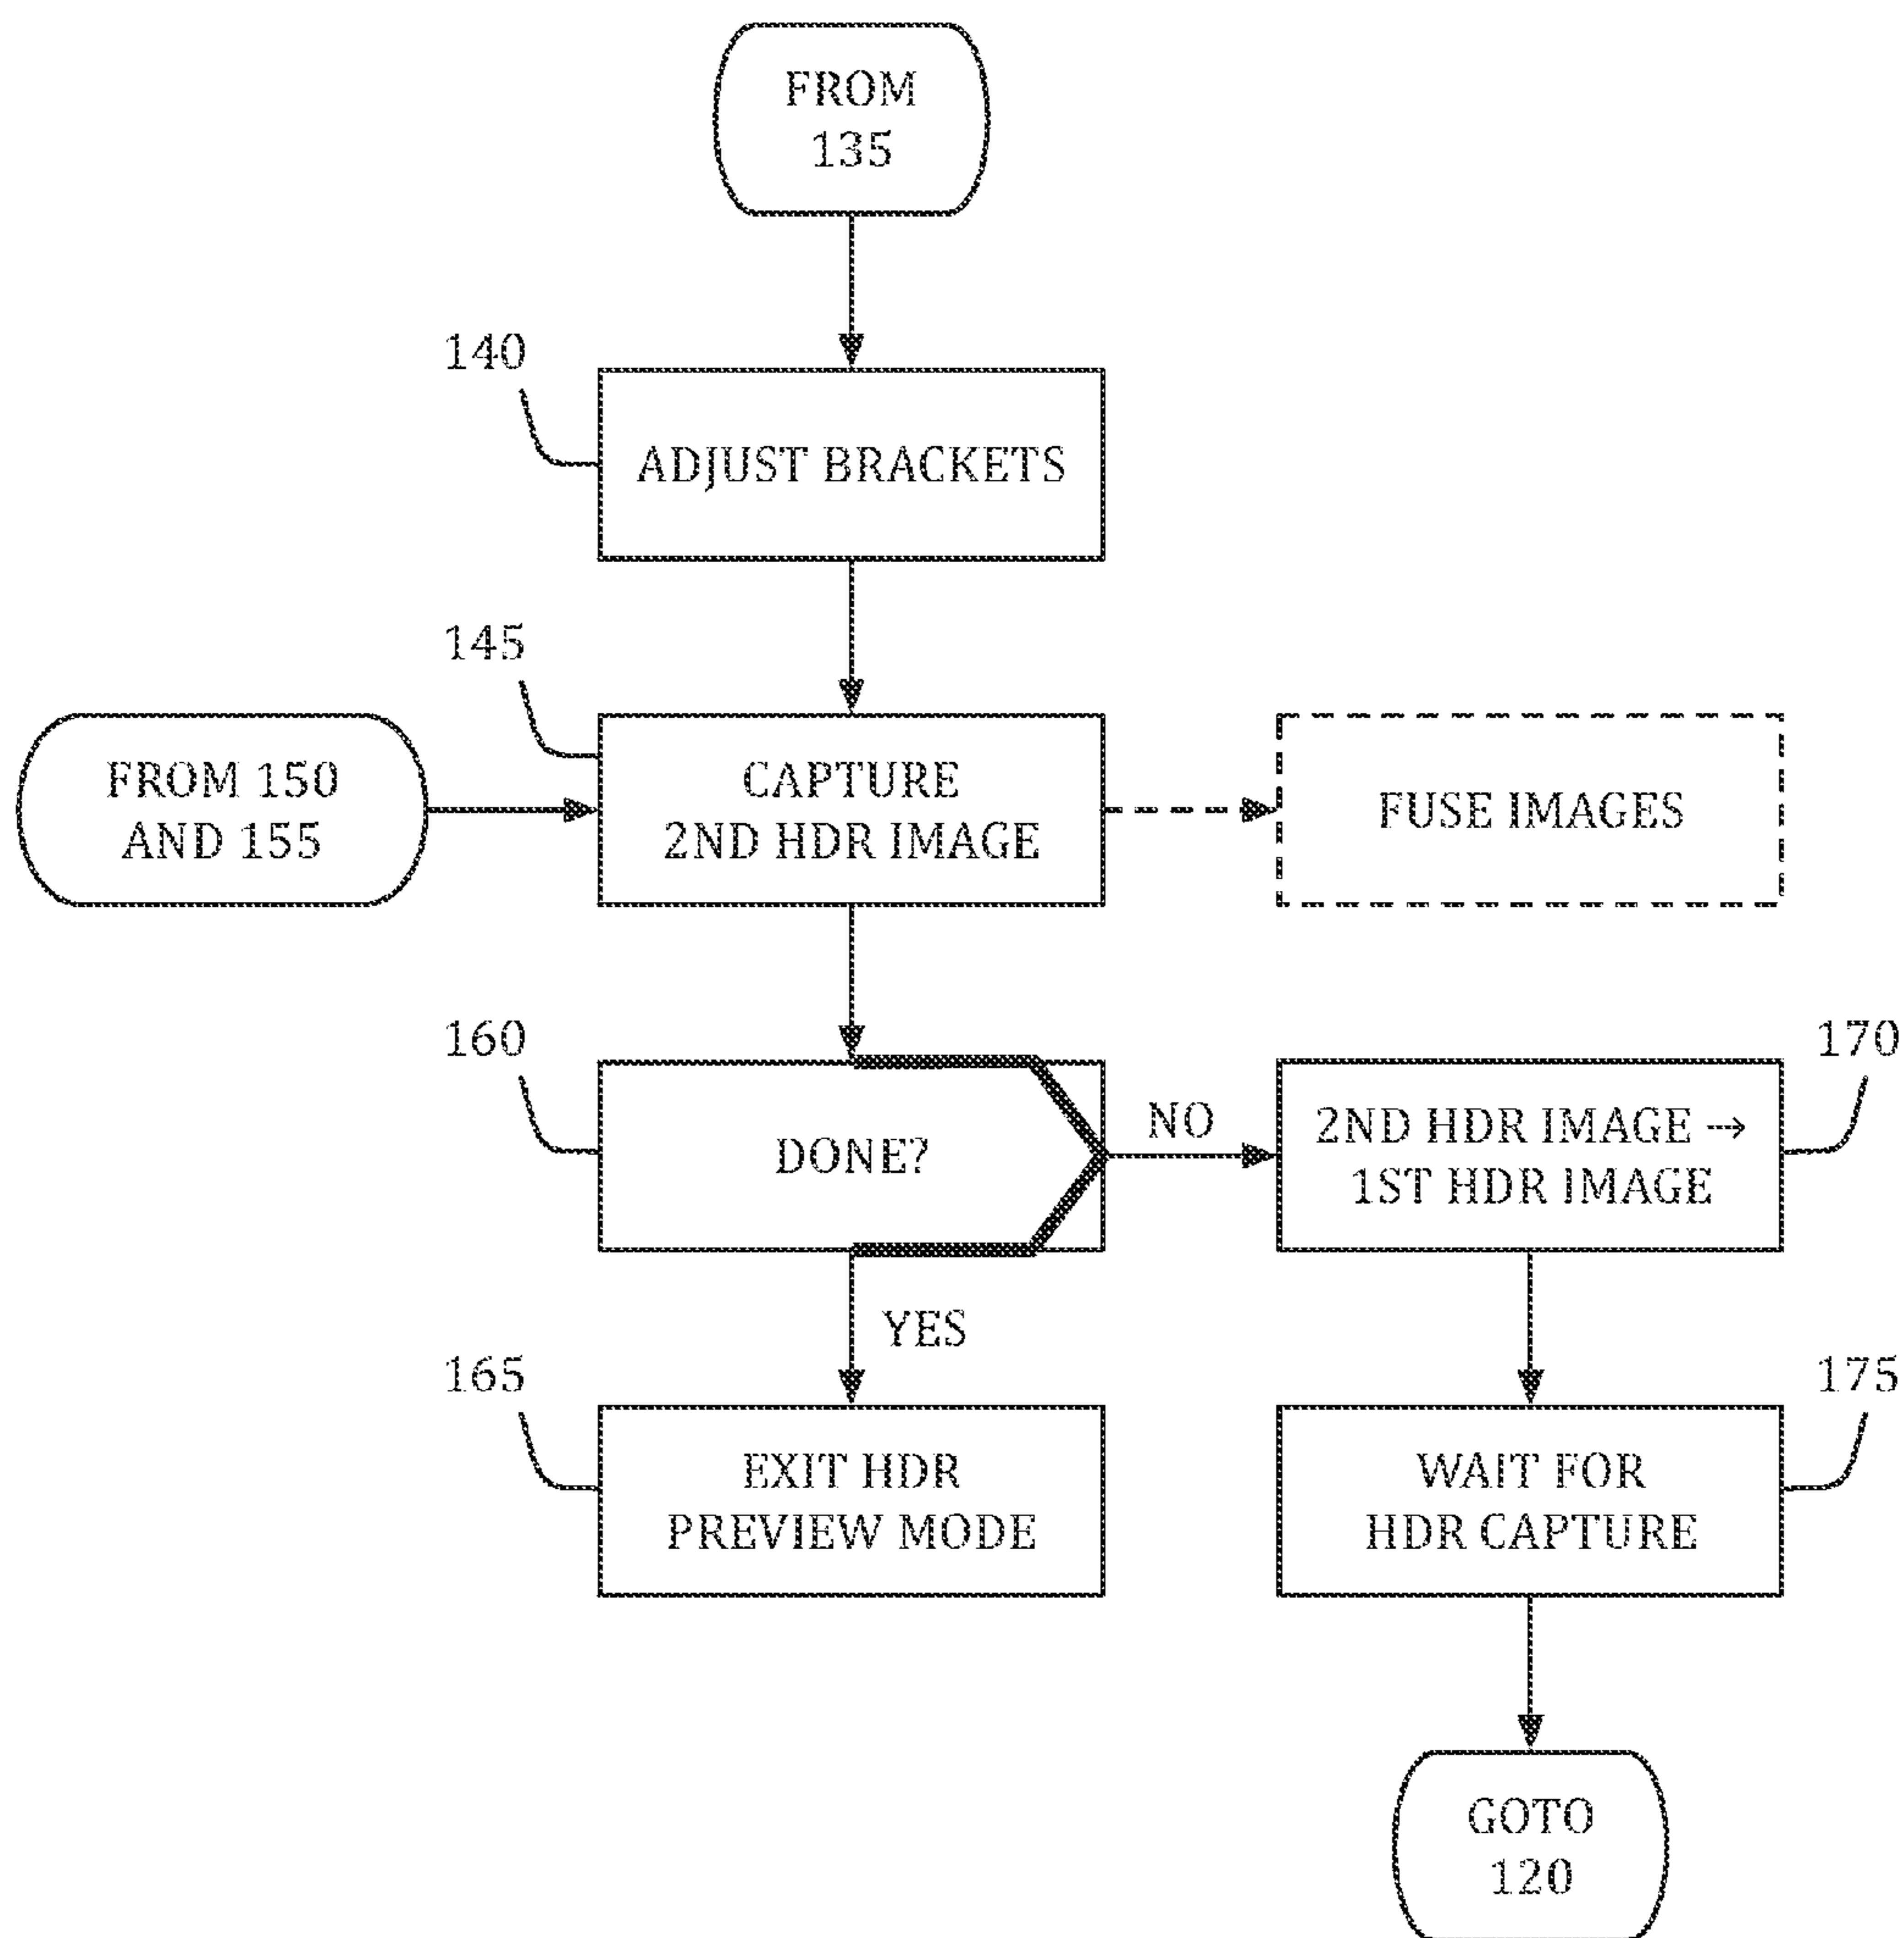 FROM
135
140
ADJUST BRACKETS
145
FROM 150
AND 155
CAPTURE
2ND HDR IMAGE
FUSE IMAGES
160
DONE?
NO
170
2ND HDR IMAGE →
1ST HDR IMAGE
YES
165
EXIT HDR
PREVIEW MODE
175
WAIT FOR
HDR CAPTURE
GOTO
120